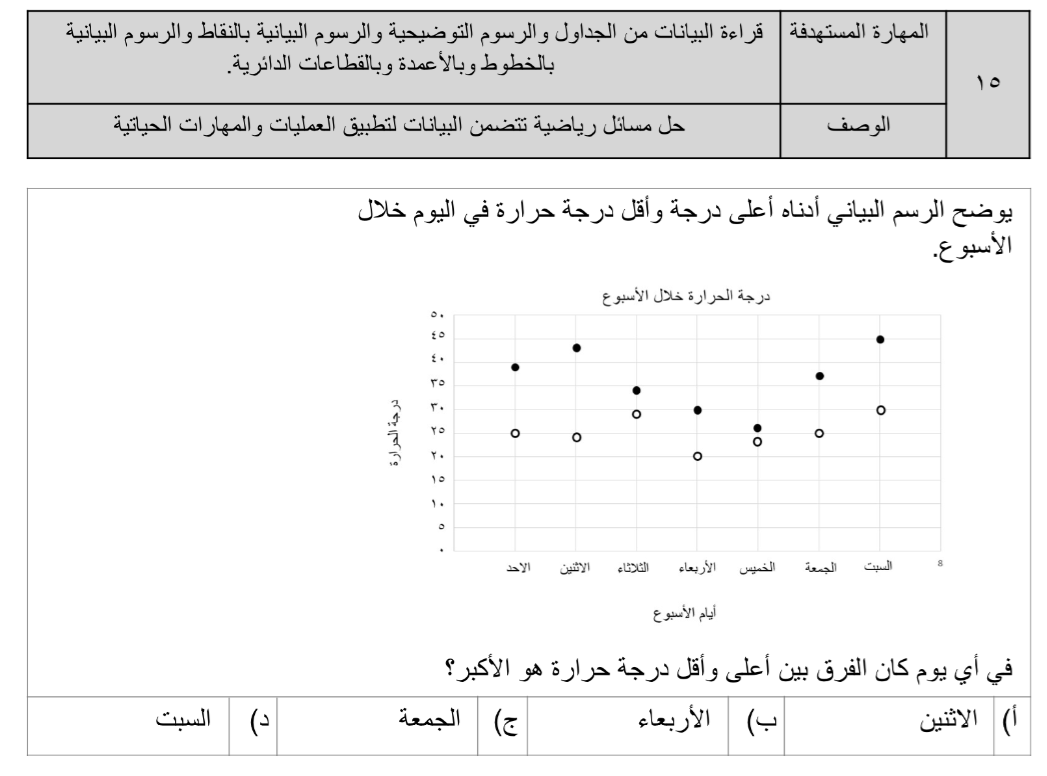 ١٥
المهارة المستهدفة
قراءة البيانات من الجداول والرسوم التوضيحية والرسوم البيانية بالنقاط والرسوم البيانية
بالخطوط وبالأعمدة وبالقطاعات الدائرية.
الوصف
حل مسائل رياضية تتضمن البيانات لتطبيق العمليات والمهارات الحياتية
يوضح الرسم البياني أدناه أعلى درجة وأقل درجة حرارة في اليوم خلال
الأسبوع.
درجة الحرارة خلال الأسبوع
٥٠
٤٥
٤٠
٣٥
٣٠
٢٥
٢٠
١٥
١٠
٥
٠
درجة الحرارة
الاحد
الاثنين
الثلاثاء
الأربعاء
الخميس
الجمعة
السبت
8
أيام الأسبوع
في أي يوم كان الفرق بين أعلى وأقل درجة حرارة هو الأكبر؟
أ) الاثنين
ب) الأربعاء
ج) الجمعة
د) السبت